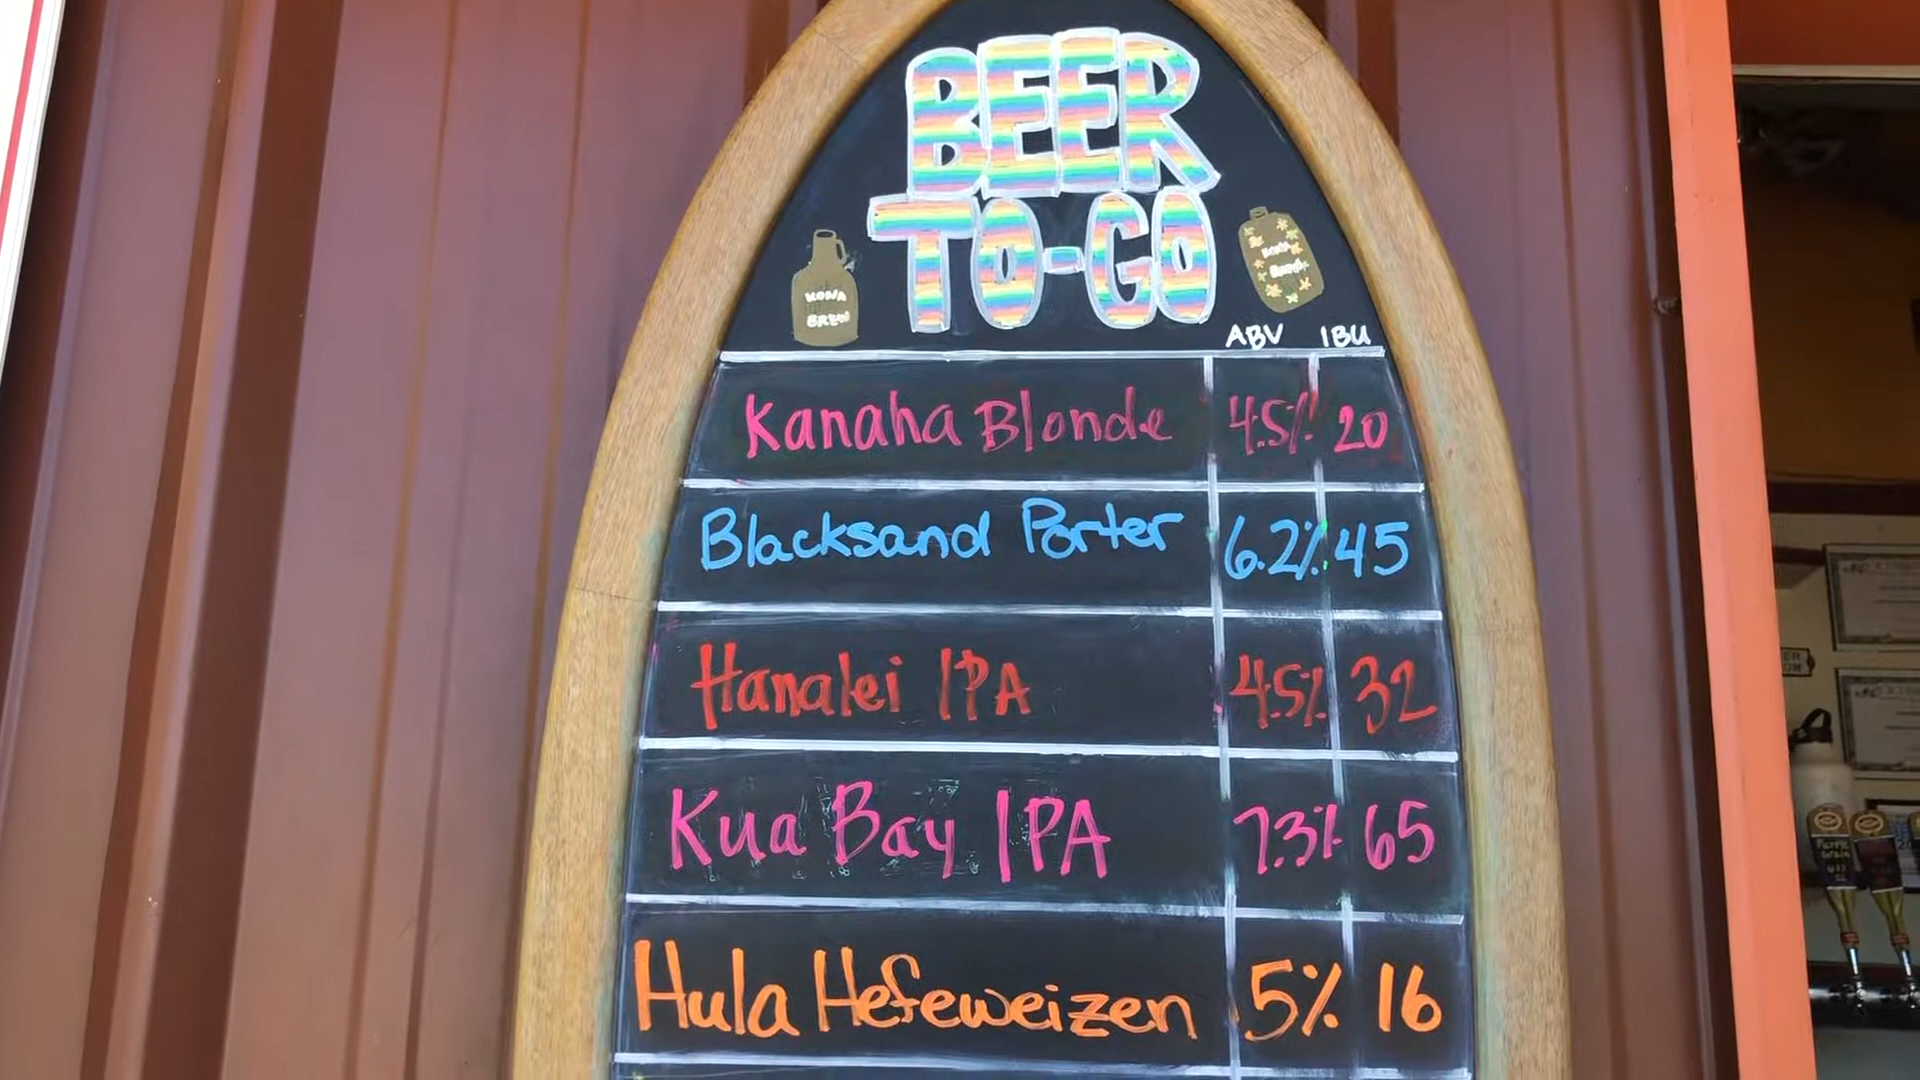 BEER
TO-GO
KONA
BREW
ABV IBU
Kanaha Blonde 4.5% 20
Blacksand Porter 6.2% 45
Hanalei IPA 4.5% 32
Kua Bay IPA 7.3% 65
Hula Hefeweizen 5% 16